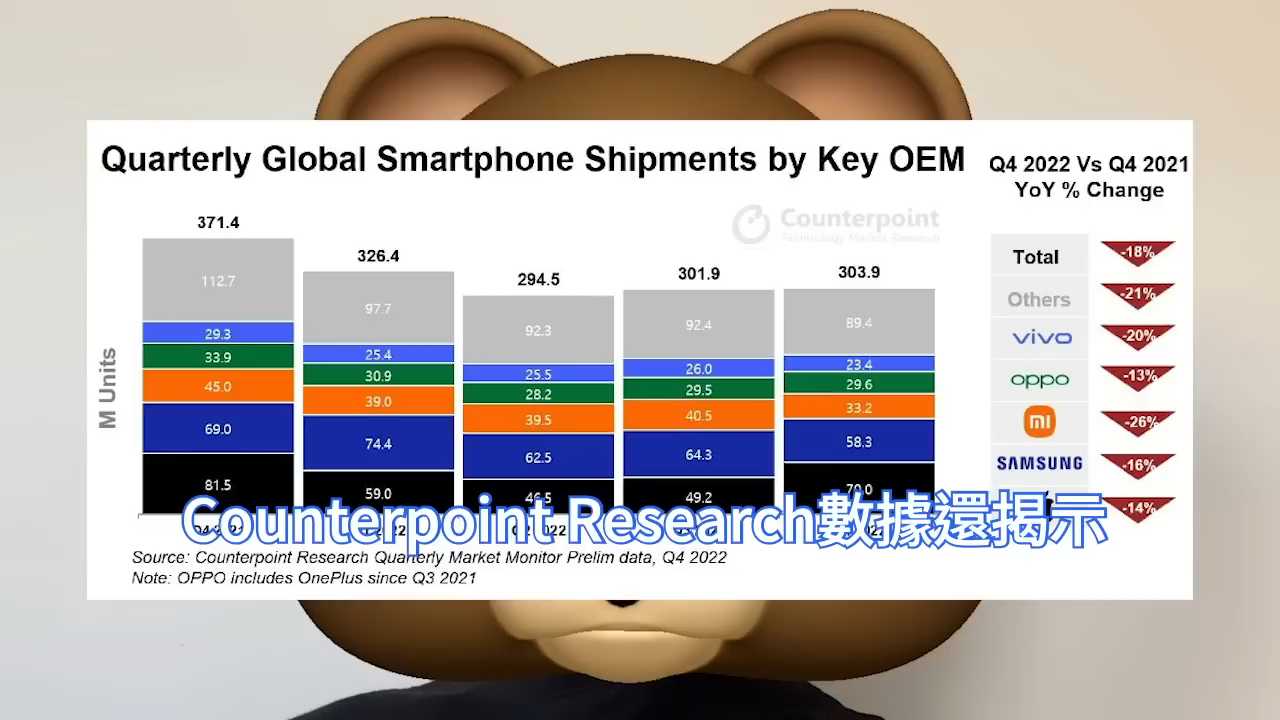 Quarterly Global Smartphone Shipments by Key OEM
Q4 2022 Vs Q4 2021
YoY % Change
Counterpoint
Technology Market Research
371.4
326.4
294.5
301.9
303.9
112.7
97.7
92.3
92.4
89.4
29.3
25.4
25.5
26.0
23.4
33.9
30.9
28.2
29.5
29.6
45.0
39.0
39.5
40.5
33.2
69.0
74.4
62.5
64.3
58.3
81.5
59.0
46.5
49.2
70.0
M Units
Total
-18%
Others
-21%
vivo
-20%
oppo
-13%
mi
-26%
SAMSUNG
-16%
-14%
Counterpoint Research數據還揭示
Source: Counterpoint Research Quarterly Market Monitor Prelim data, Q4 2022
Note: OPPO includes OnePlus since Q3 2021